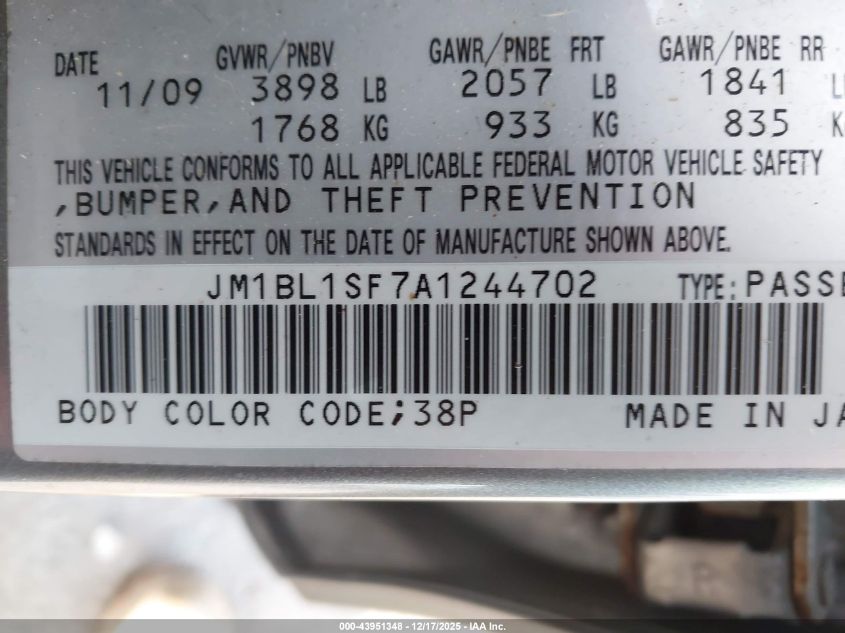 DATE GVWR/PNBV GAWR/PNBE FRT GAWR/PNBE RR
11/09 3898 LB 2057 LB 1841
1768 KG 933 KG 835
THIS VEHICLE CONFORMS TO ALL APPLICABLE FEDERAL MOTOR VEHICLE SAFETY
,BUMPER,AND THEFT PREVENTION
STANDARDS IN EFFECT ON THE DATE OF MANUFACTURE SHOWN ABOVE.
JM1BL1SF7A1244702 TYPE:PASSE
BODY COLOR CODE;38P MADE IN JA
000-43951348 - 12/17/2025 - IAA Inc.